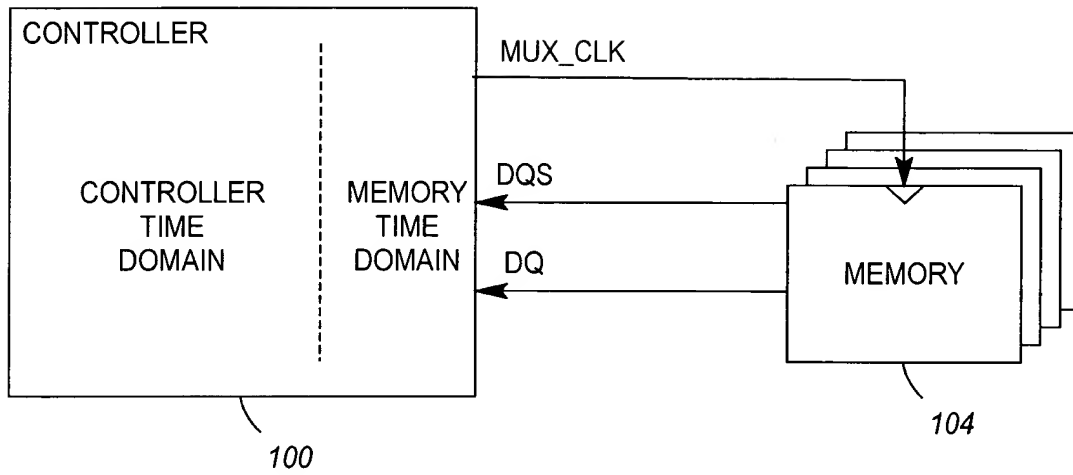 CONTROLLER
MUX_CLK
DQS
CONTROLLER
TIME
DOMAIN
MEMORY
TIME
DOMAIN
DQ
MEMORY
100
104